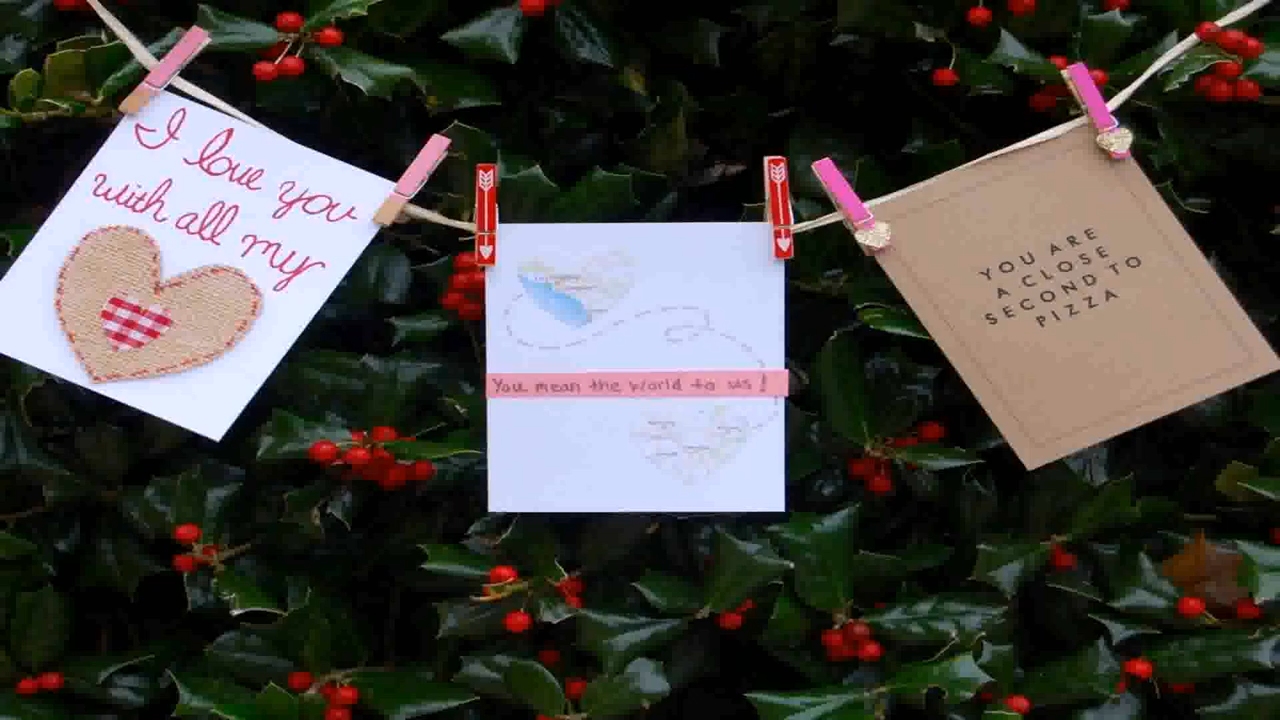 I love you
with all my
You mean the world to us!
YOU ARE
A CLOSE
SECOND TO
PIZZA